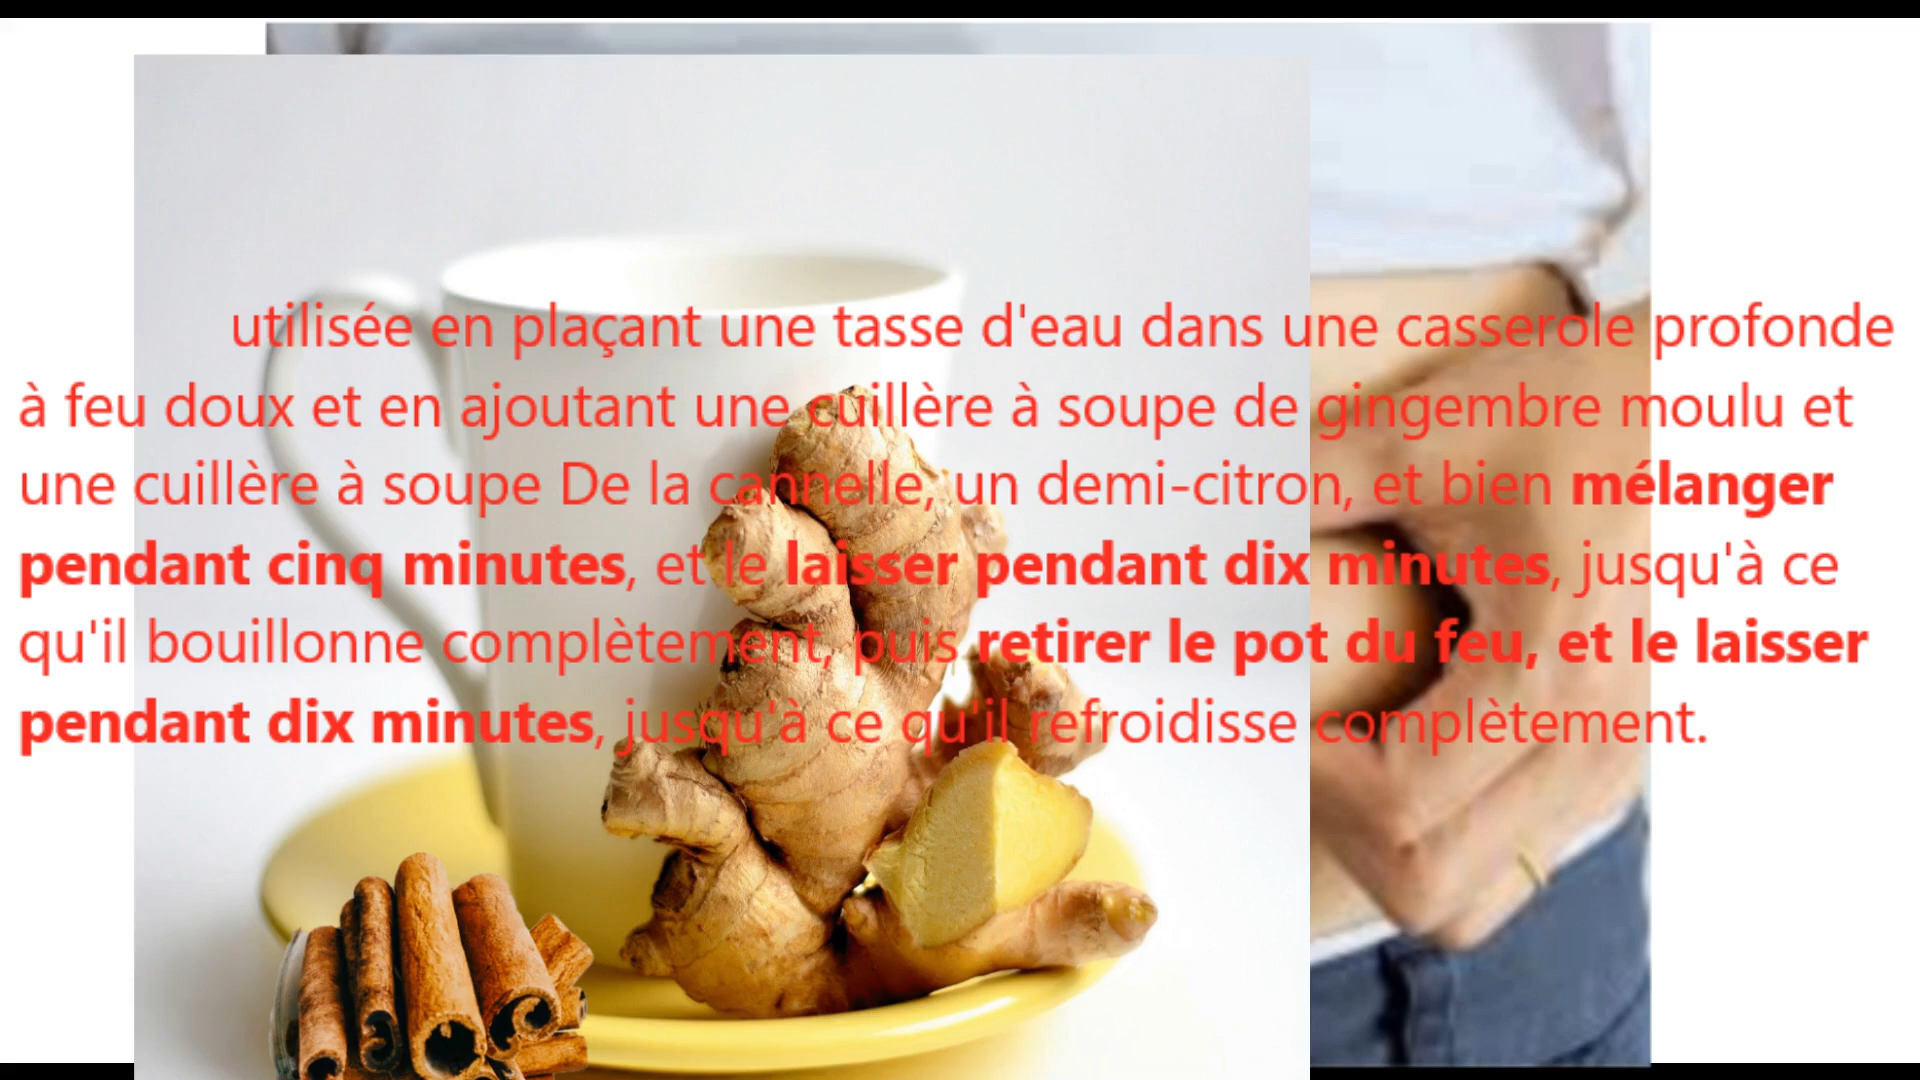 utilisée en plaçant une tasse d'eau dans une casserole profonde
à feu doux et en ajoutant une cuillère à soupe de gingembre moulu et
une cuillère à soupe De la cannelle, un demi-citron, et bien mélanger
pendant cinq minutes, et le laisser pendant dix minutes, jusqu'à ce
qu'il bouillonne complètement, puis retirer le pot du feu, et le laisser
pendant dix minutes, jusqu'à ce qu'il refroidisse complètement.